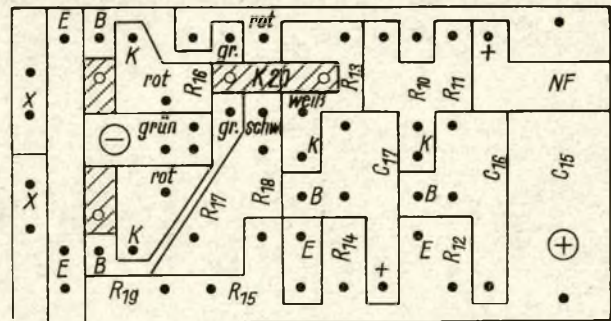 E B rot
K gr. +
rot R16 K20 R13 R10 R11 NF
X weiß
− grün gr. schw.
K C17 K C16 C15
rot R17 R18
X B B
K E R14 E R12 +
E B +
R19 R15